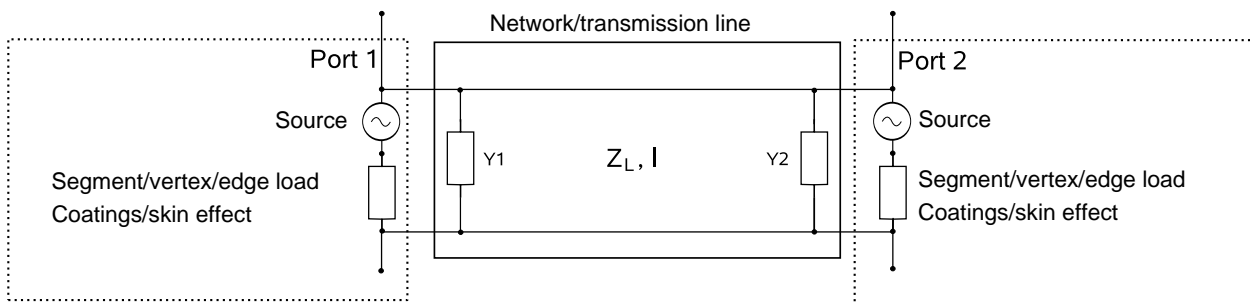 Network/transmission line
Port 1
Port 2
Source
Source
Y1
Z_L, l
Y2
Segment/vertex/edge load
Coatings/skin effect
Segment/vertex/edge load
Coatings/skin effect